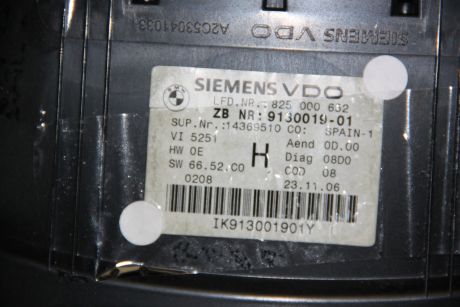 A2C53041033
SIEMENS VDO
SIEMENS VDO
LFD.NR.: 825 000 632
ZB NR: 9130019-01
SUP.Nr.:14369510 CO: SPAIN-1
VI 5251 Aend 0D.00
HW 0E H Diag 08D0
SW 66.52.C0 COD 08
0208 23.11.06
IK913001901Y